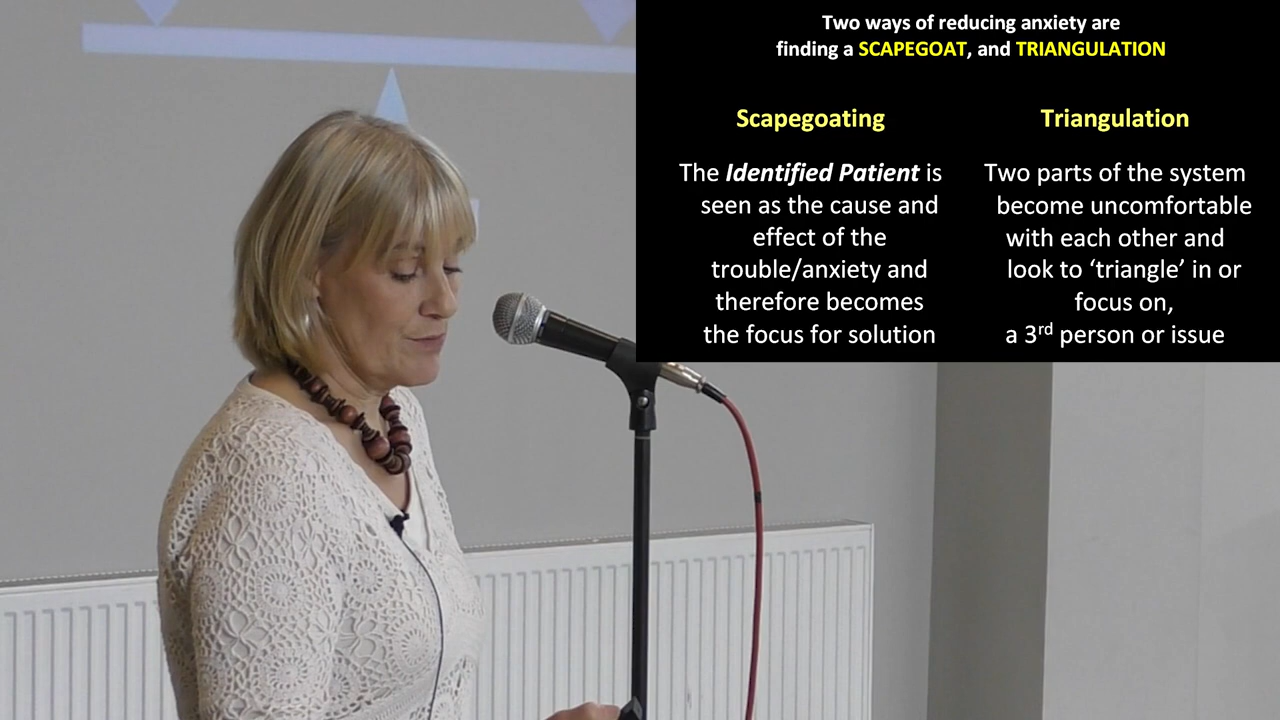 Two ways of reducing anxiety are
finding a SCAPEGOAT, and TRIANGULATION
Scapegoating
The Identified Patient is
seen as the cause and
effect of the
trouble/anxiety and
therefore becomes
the focus for solution
Triangulation
Two parts of the system
become uncomfortable
with each other and
look to ‘triangle’ in or
focus on,
a 3rd person or issue